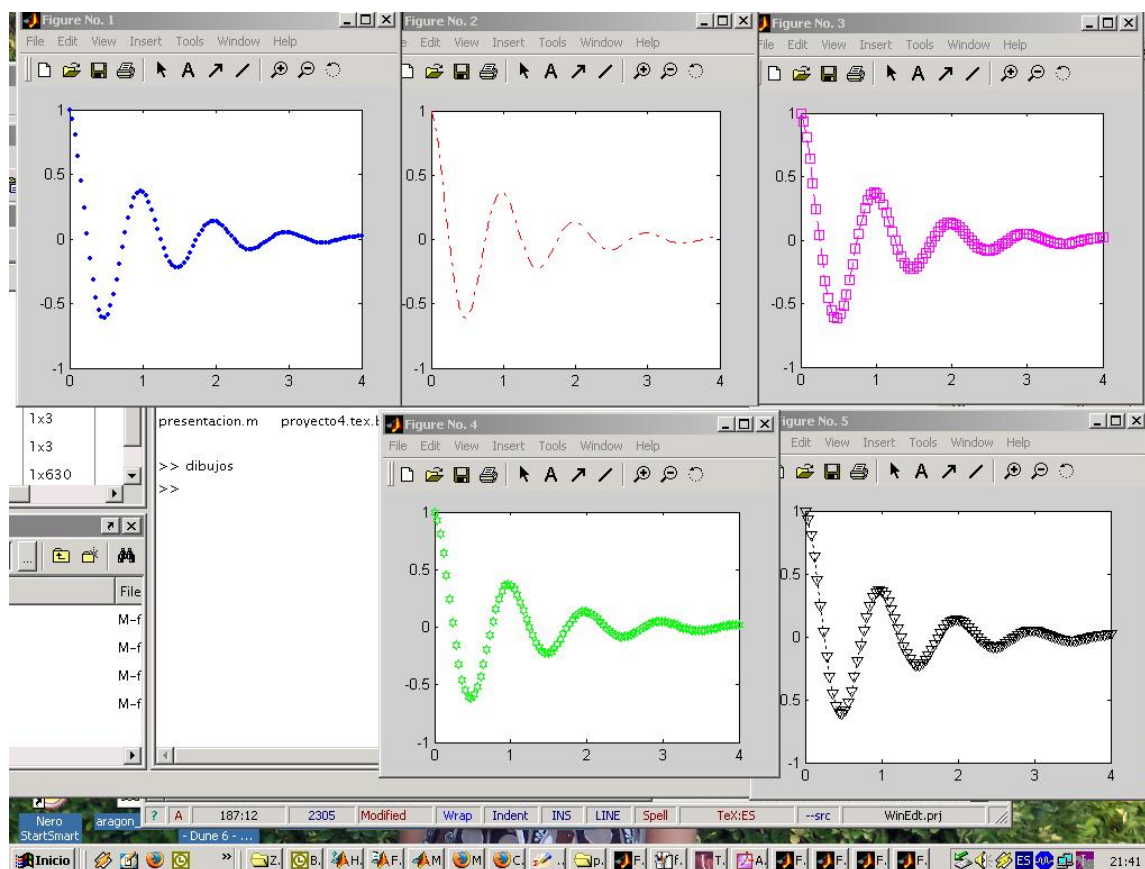 Figure No. 1
File Edit View Insert Tools Window Help
1
0.5
0
-0.5
-1
0 1 2 3 4
Figure No. 2
Edit View Insert Tools Window Help
1
0.5
0
-0.5
-1
0 1 2 3 4
Figure No. 3
File Edit View Insert Tools Window Help
1
0.5
0
-0.5
-1
0 1 2 3 4
1x3
1x3
1x630
presentacion.m proyecto4.tex.b
>> dibujos
>>
...
File
M-f
M-f
M-f
M-f
Figure No. 4
File Edit View Insert Tools Window Help
1
0.5
0
-0.5
-1
0 1 2 3 4
igure No. 5
Edit View Insert Tools Window Help
1
0.5
0
-0.5
-1
0 1 2 3 4
? A 187:12 2305 Modified Wrap Indent INS LINE Spell TeX:ES --src WinEdt.prj
Nero
StartSmart
aragon_
- Dune 6 - ...
Inicio » Z. B. H. F. M M C. .. p. F. f. T. A. F. F. F. F. ES 21:41